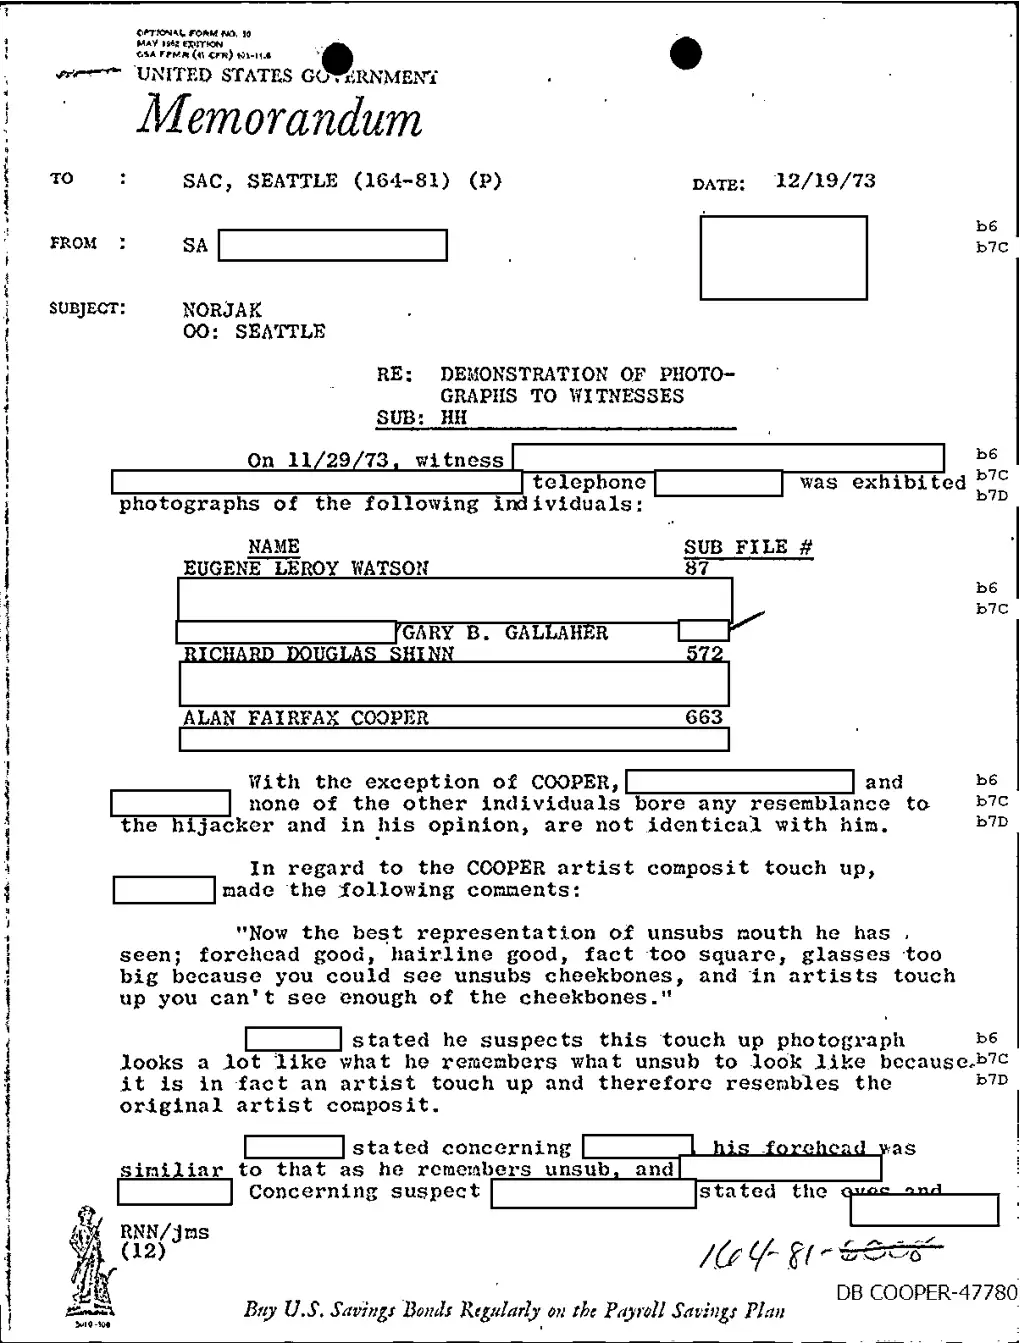 OPTIONAL FORM NO. 10
MAY 1962 EDITION
GSA FPMR (41 CFR) 101-11.6
UNITED STATES GOVERNMENT
Memorandum
TO : SAC, SEATTLE (164-81) (P) DATE: 12/19/73
b6
FROM : SA
b7C
SUBJECT: NORJAK
OO: SEATTLE
RE: DEMONSTRATION OF PHOTO-
GRAPHS TO WITNESSES
SUB: HH
On 11/29/73, witness b6
telephone was exhibited b7C
photographs of the following individuals: b7D
NAME SUB FILE #
EUGENE LEROY WATSON 87
b6
b7C
GARY B. GALLAHER
RICHARD DOUGLAS SHINN 572
ALAN FAIRFAX COOPER 663
With the exception of COOPER, and b6
none of the other individuals bore any resemblance to b7C
the hijacker and in his opinion, are not identical with him. b7D
In regard to the COOPER artist composit touch up,
made the following comments:
"Now the best representation of unsubs mouth he has
seen; forehead good, hairline good, fact too square, glasses too
big because you could see unsubs cheekbones, and in artists touch
up you can't see enough of the cheekbones."
stated he suspects this touch up photograph b6
looks a lot like what he remembers what unsub to look like because b7C
it is in fact an artist touch up and therefore resembles the b7D
original artist composit.
stated concerning , his forehead was
similiar to that as he remembers unsub, and
Concerning suspect stated the eyes and
RNN/jms
(12)
164-81-
DB COOPER-47780
Buy U.S. Savings Bonds Regularly on the Payroll Savings Plan